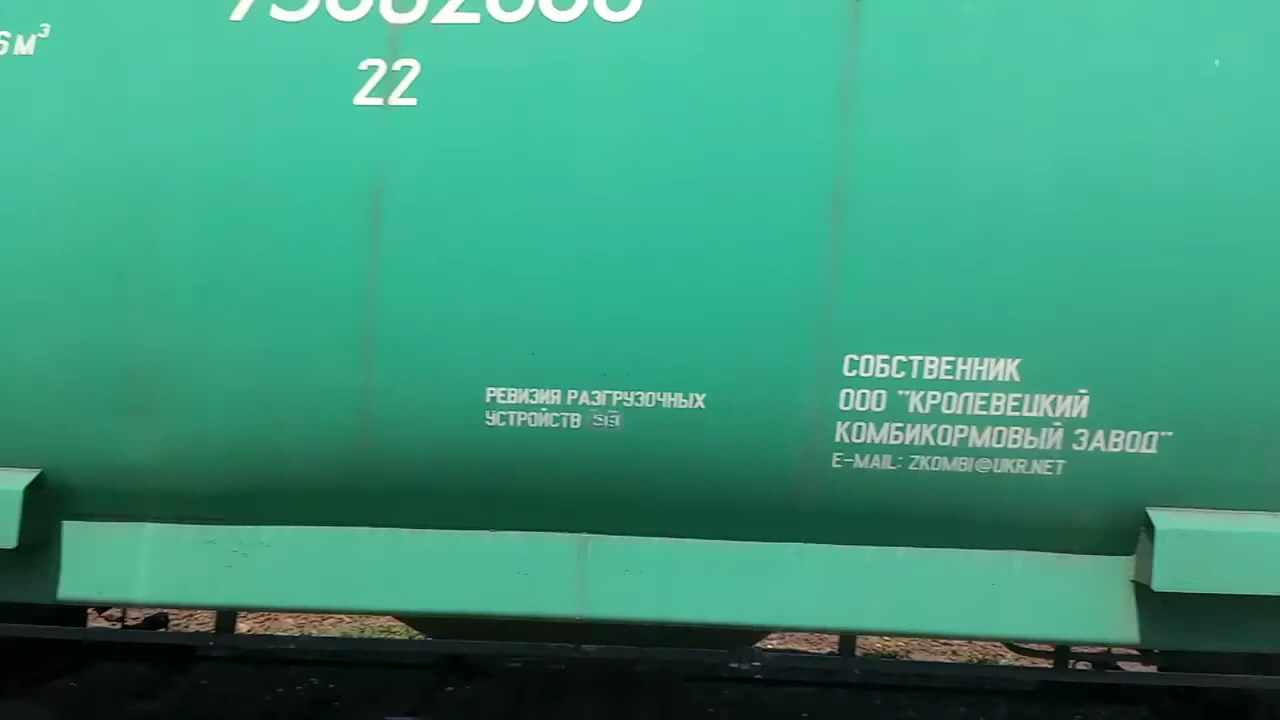 22
РЕВИЗИЯ РАЗГРУЗОЧНЫХ
УСТРОЙСТВ
СОБСТВЕННИК
ООО "КРОЛЕВЕЦКИЙ
КОМБИКОРМОВЫЙ ЗАВОД"
E-MAIL: ZKOMBI@UKR.NET